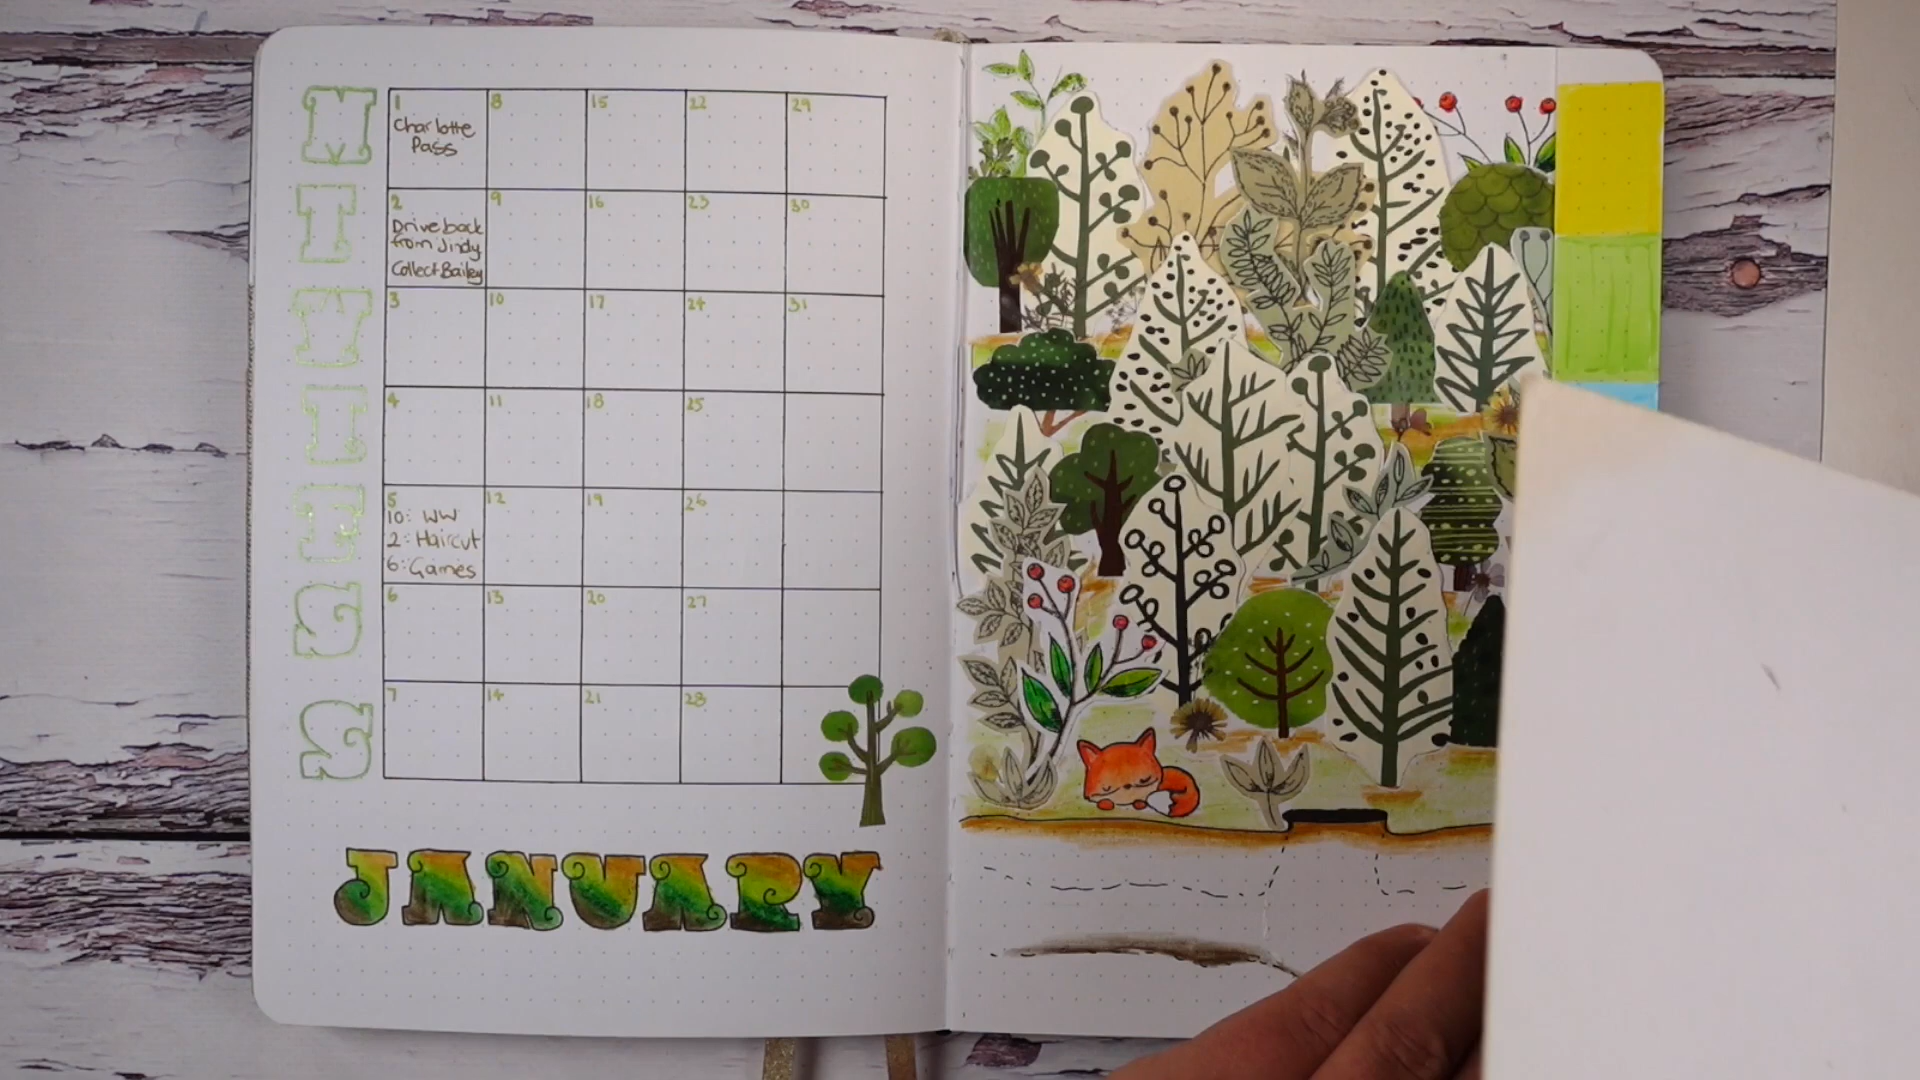 M 1 8 15 22 29
Charlotte
Pass
T 2 9 16 23 30
Drive back
from Jindy
Collect Bailey
W 3 10 17 24 31
T 4 11 18 25
F 5 12 19 26
10: WW
2: Haircut
6: Games
S 6 13 20 27
S 7 14 21 28
JANUARY